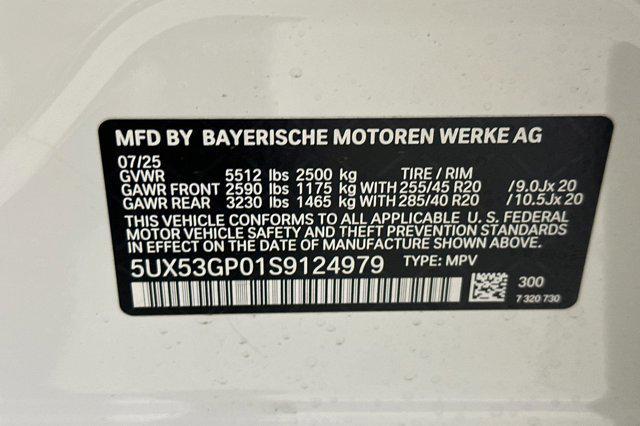 MFD BY BAYERISCHE MOTOREN WERKE AG
07/25
GVWR 5512 lbs 2500 kg TIRE / RIM
GAWR FRONT 2590 lbs 1175 kg WITH 255/45 R20 /9.0Jx 20
GAWR REAR 3230 lbs 1465 kg WITH 285/40 R20 /10.5Jx 20
THIS VEHICLE CONFORMS TO ALL APPLICABLE U. S. FEDERAL
MOTOR VEHICLE SAFETY AND THEFT PREVENTION STANDARDS
IN EFFECT ON THE DATE OF MANUFACTURE SHOWN ABOVE.
5UX53GP01S9124979 TYPE: MPV
300
7 320 730